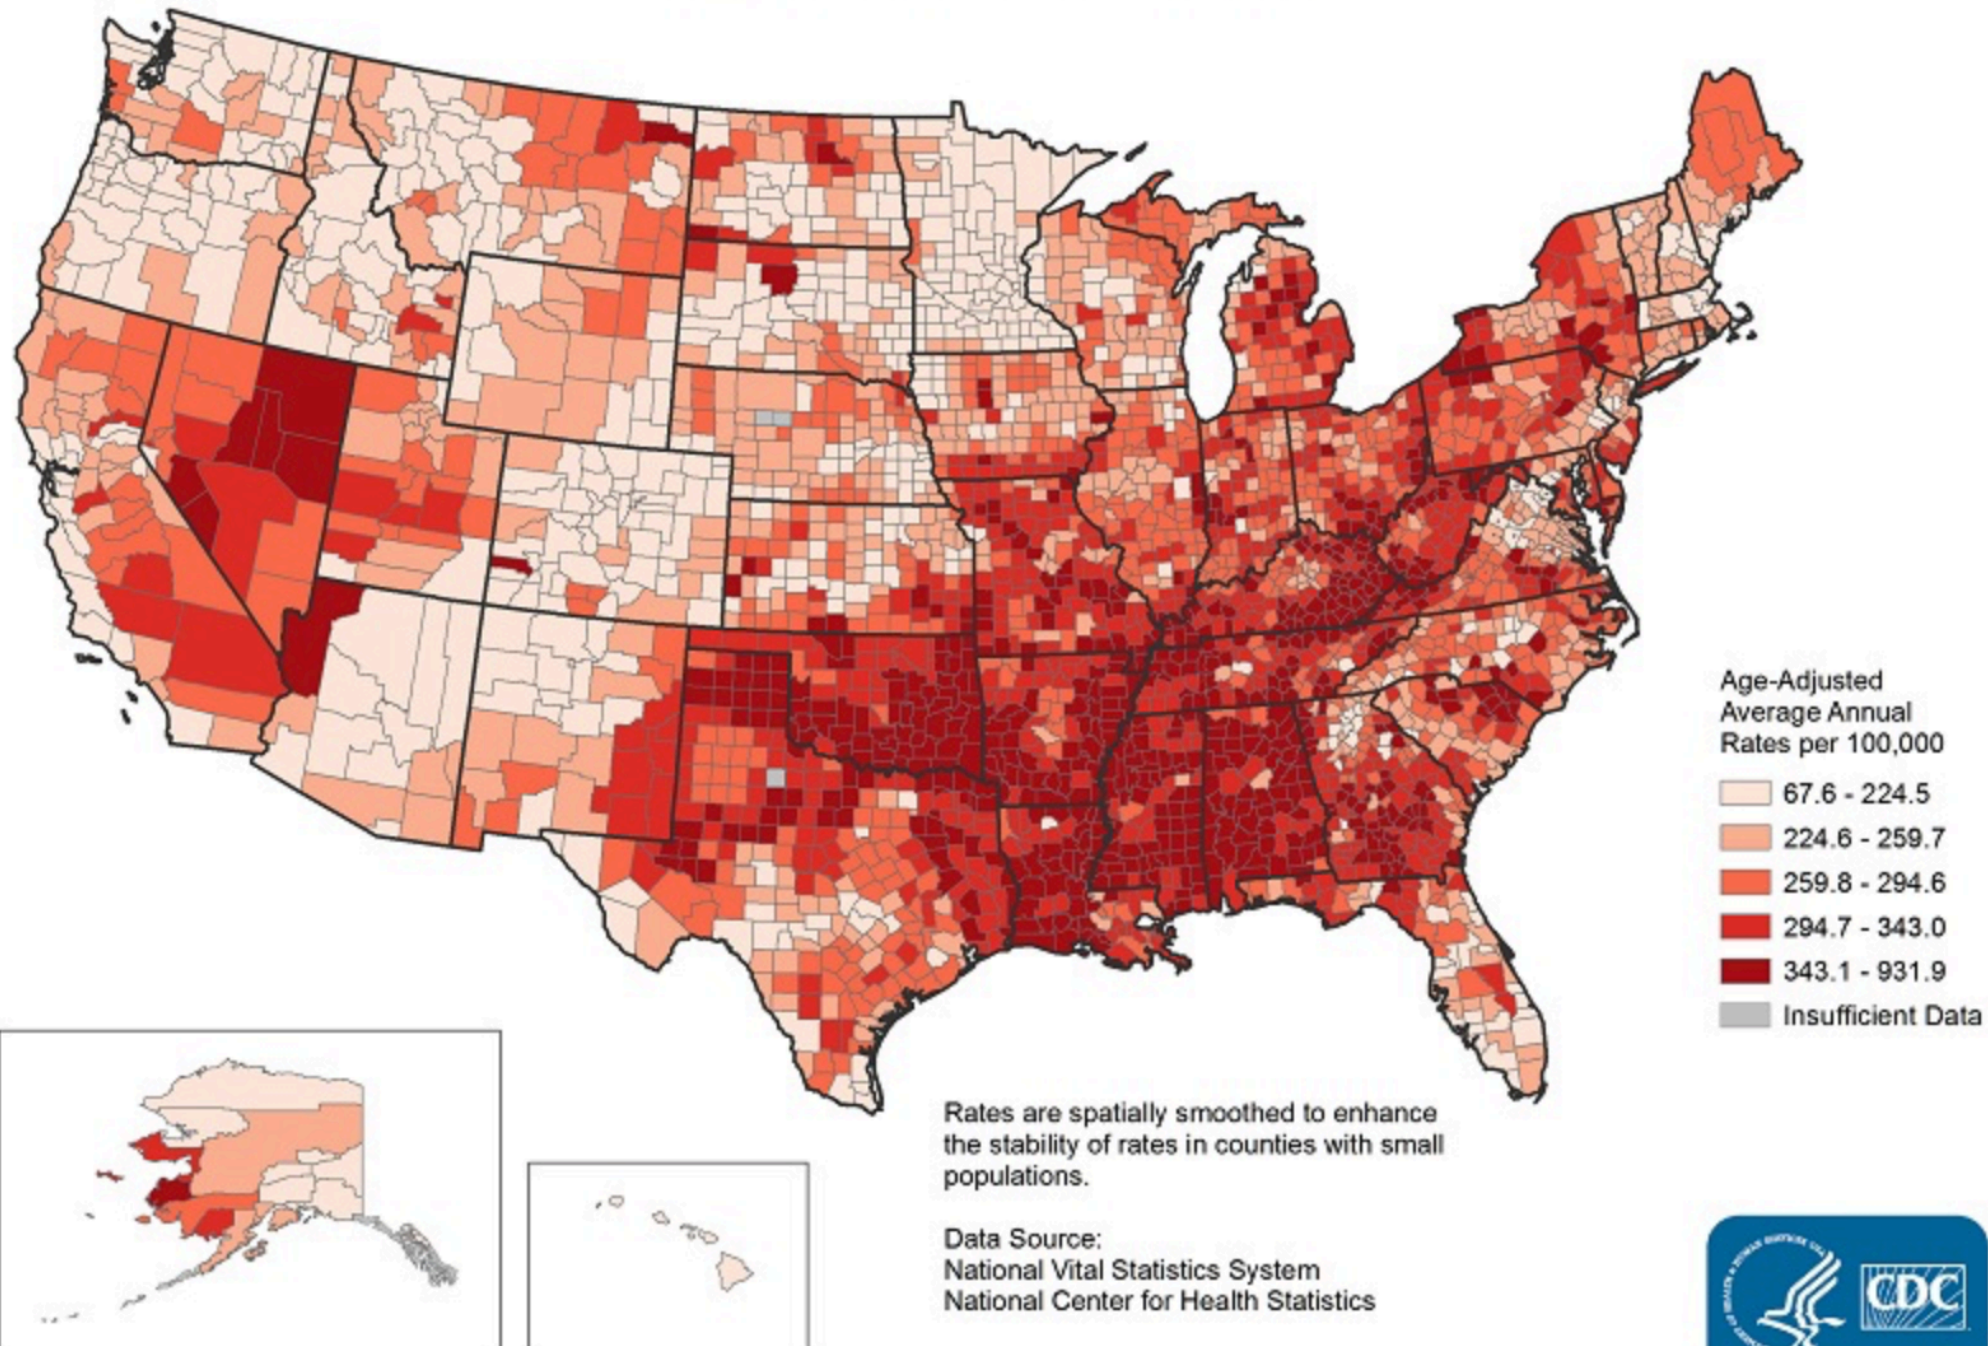 Age-Adjusted
Average Annual
Rates per 100,000
67.6 - 224.5
224.6 - 259.7
259.8 - 294.6
294.7 - 343.0
343.1 - 931.9
Insufficient Data
Rates are spatially smoothed to enhance
the stability of rates in counties with small
populations.
Data Source:
National Vital Statistics System
National Center for Health Statistics
CDC